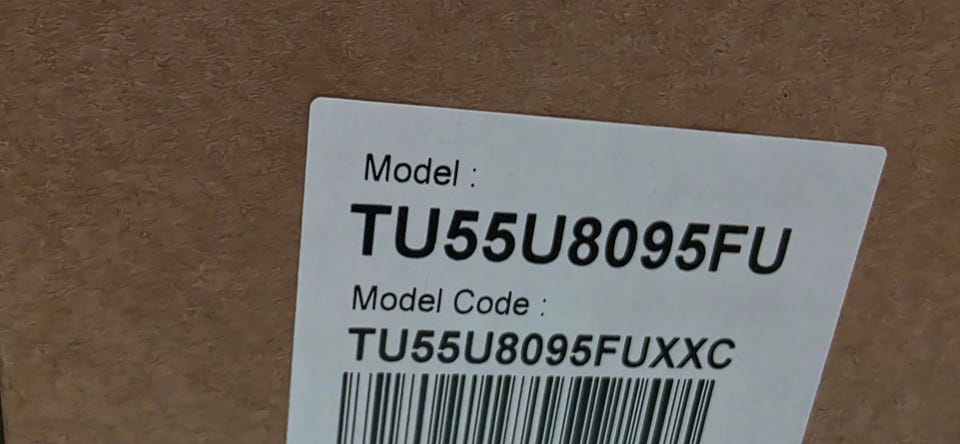 Model :
TU55U8095FU
Model Code :
TU55U8095FUXXC